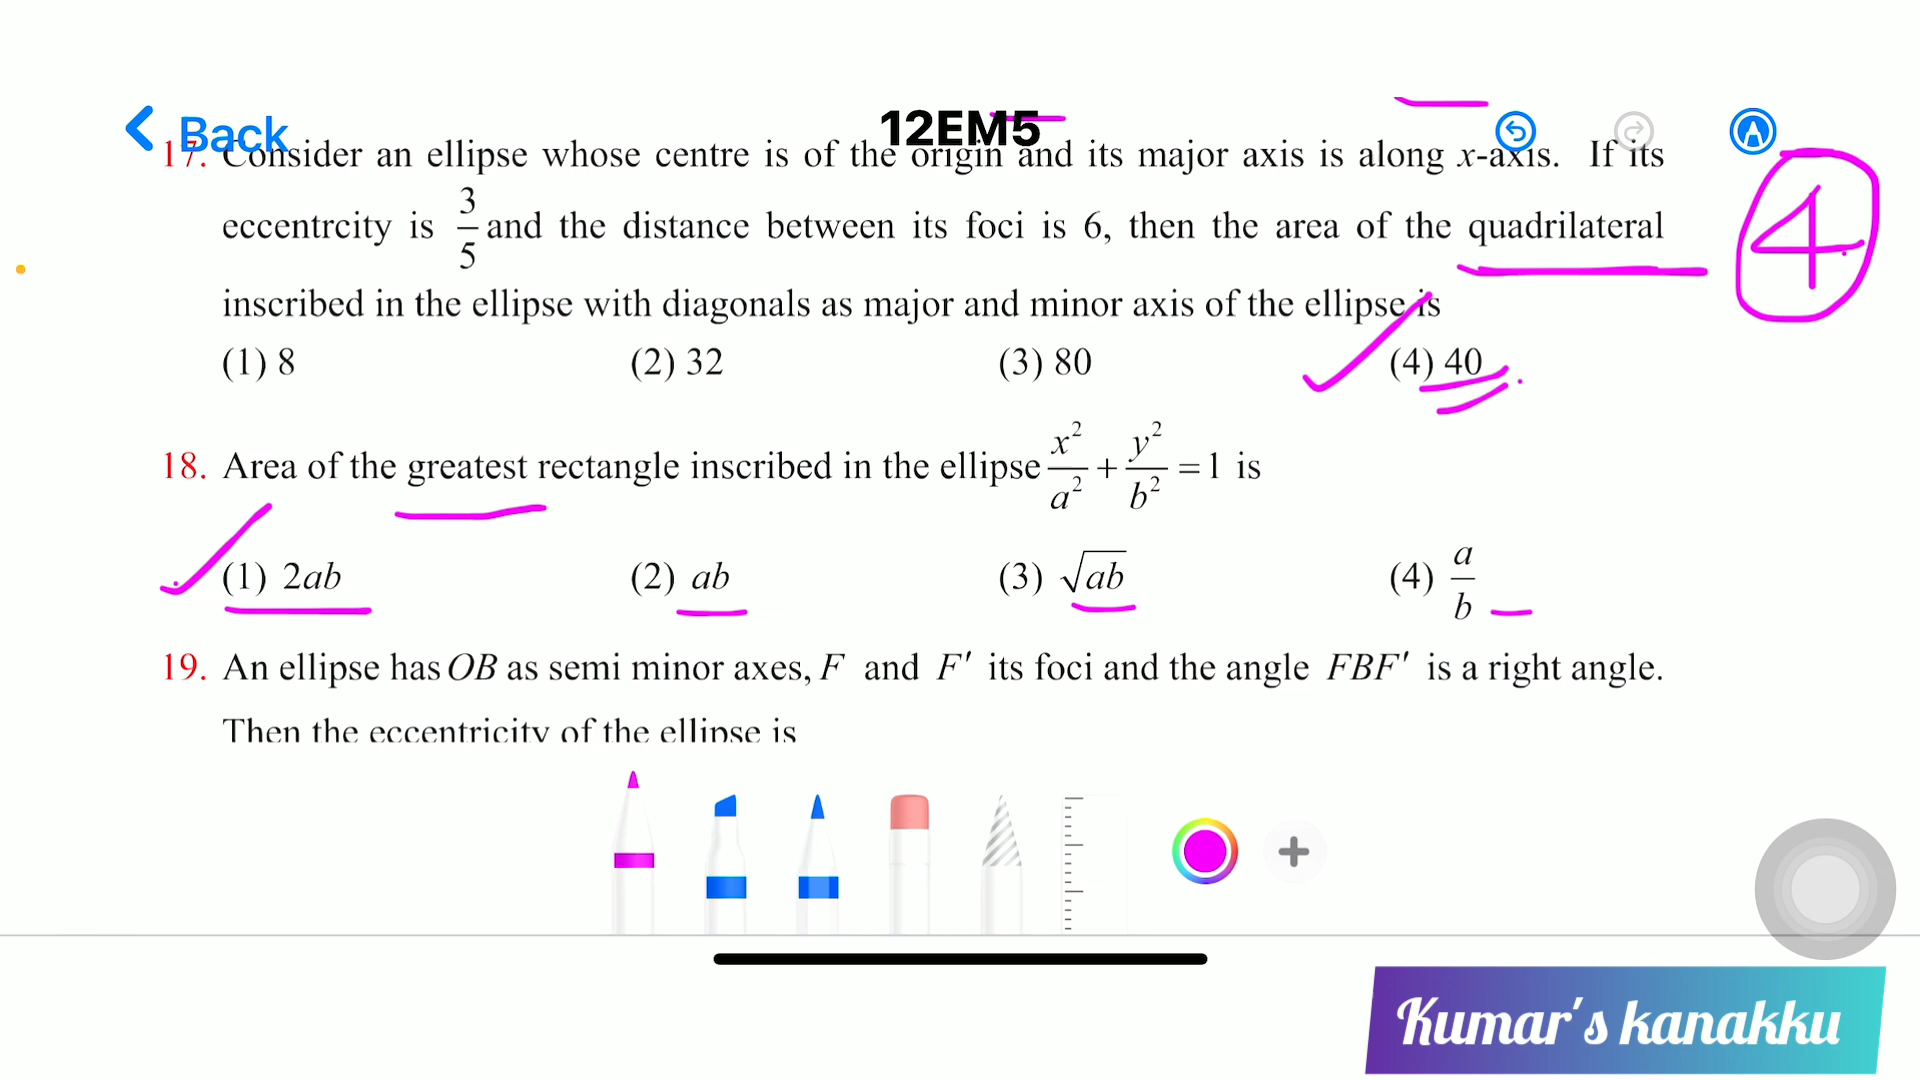 Back
12EM5
17. Consider an ellipse whose centre is of the origin and its major axis is along x-axis. If its
eccentrcity is 3/5 and the distance between its foci is 6, then the area of the quadrilateral
inscribed in the ellipse with diagonals as major and minor axis of the ellipse is
4
(1) 8 (2) 32 (3) 80 (4) 40
18. Area of the greatest rectangle inscribed in the ellipse x²/a² + y²/b² = 1 is
(1) 2ab (2) ab (3) √ab (4) a/b
19. An ellipse has OB as semi minor axes, F and F′ its foci and the angle FBF′ is a right angle.
Then the eccentricity of the ellipse is
Kumar's kanakku